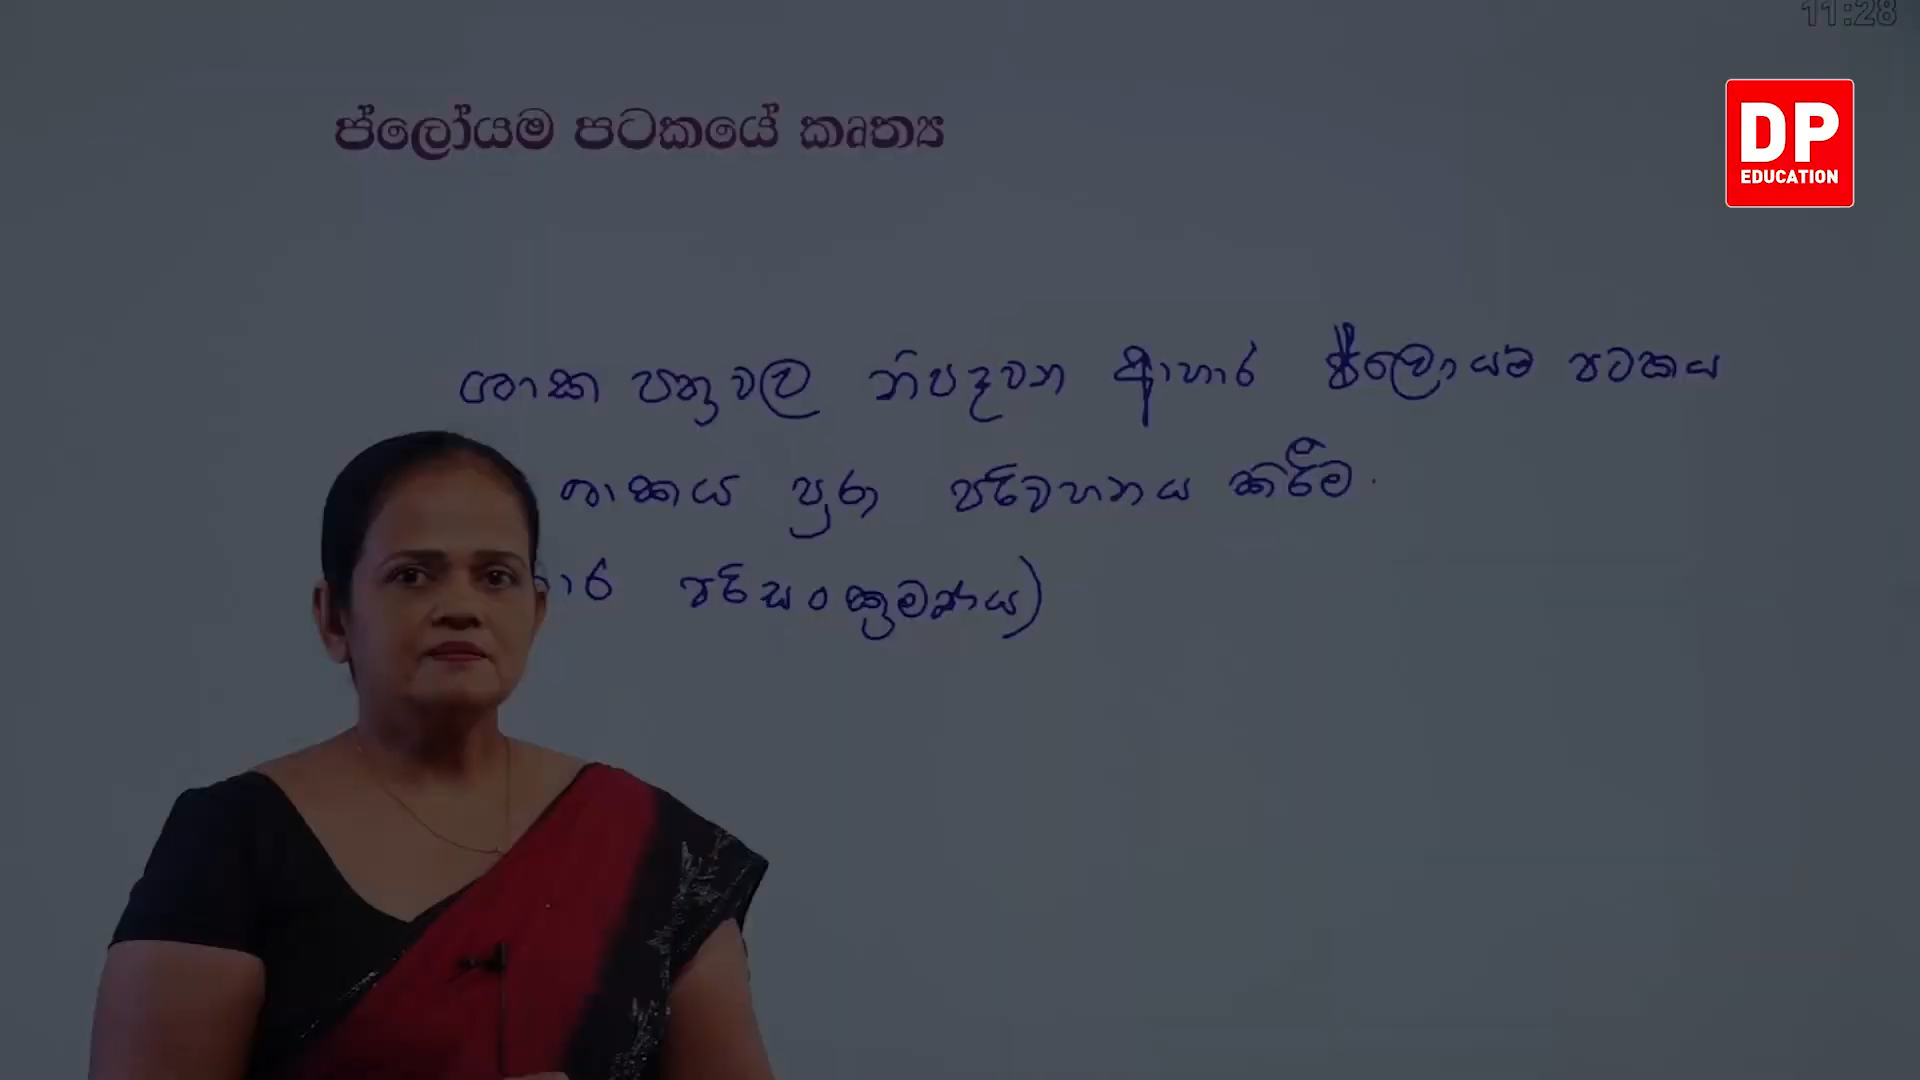 11:28
ප්ලෝයම පටකයේ කෘත්‍ය
DP
EDUCATION
ශාක පත්‍රවල නිපදවන ආහාර ප්ලොයම පටකය
ශාකය පුරා පරිවහනය කිරීම.
පරිසංක්‍රමණය)